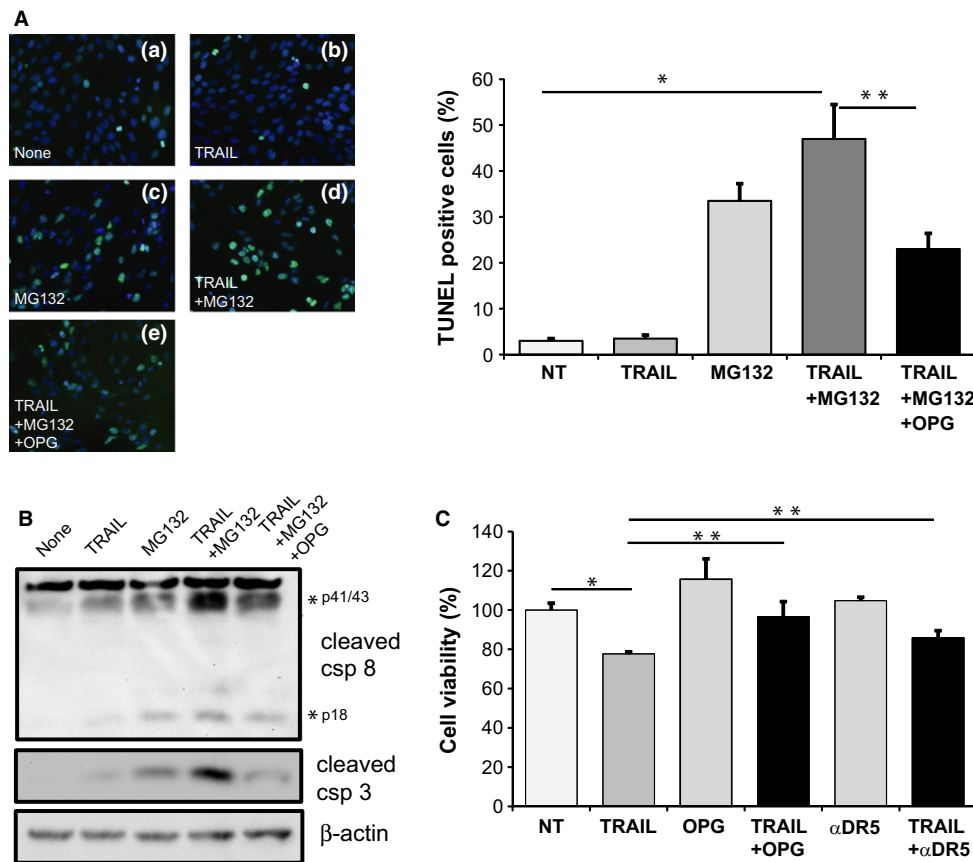 A
(a)
None
(b)
TRAIL
(c)
MG132
(d)
TRAIL
+MG132
(e)
TRAIL
+MG132
+OPG
TUNEL positive cells (%)
60
50
40
30
20
10
0
*
**
NT
TRAIL
MG132
TRAIL
+MG132
TRAIL
+MG132
+OPG
B
None
TRAIL
MG132
TRAIL
+MG132
TRAIL
+MG132
+OPG
* p41/43
cleaved
csp 8
* p18
cleaved
csp 3
β-actin
C
Cell viability (%)
140
120
100
80
60
40
20
0
*
**
**
NT
TRAIL
OPG
TRAIL
+OPG
αDR5
TRAIL
+αDR5